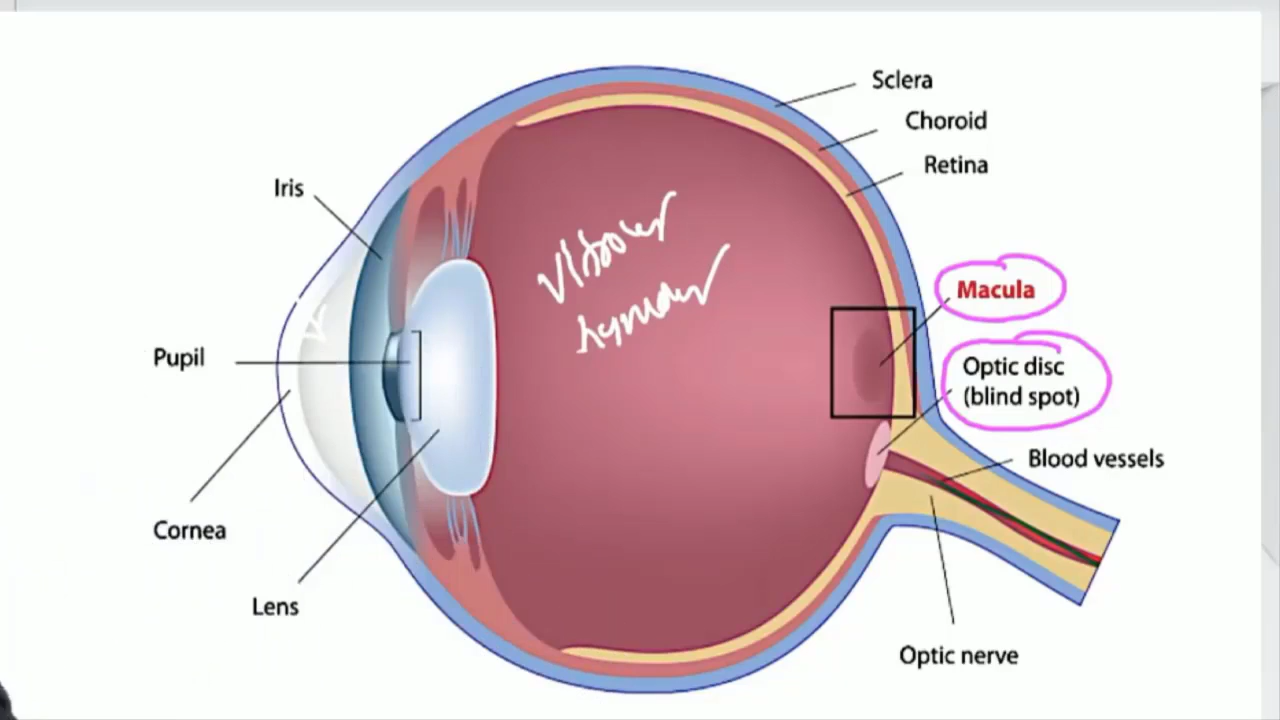 Sclera
Choroid
Retina
Iris
Macula
Pupil
Optic disc
(blind spot)
Blood vessels
Cornea
Lens
Optic nerve